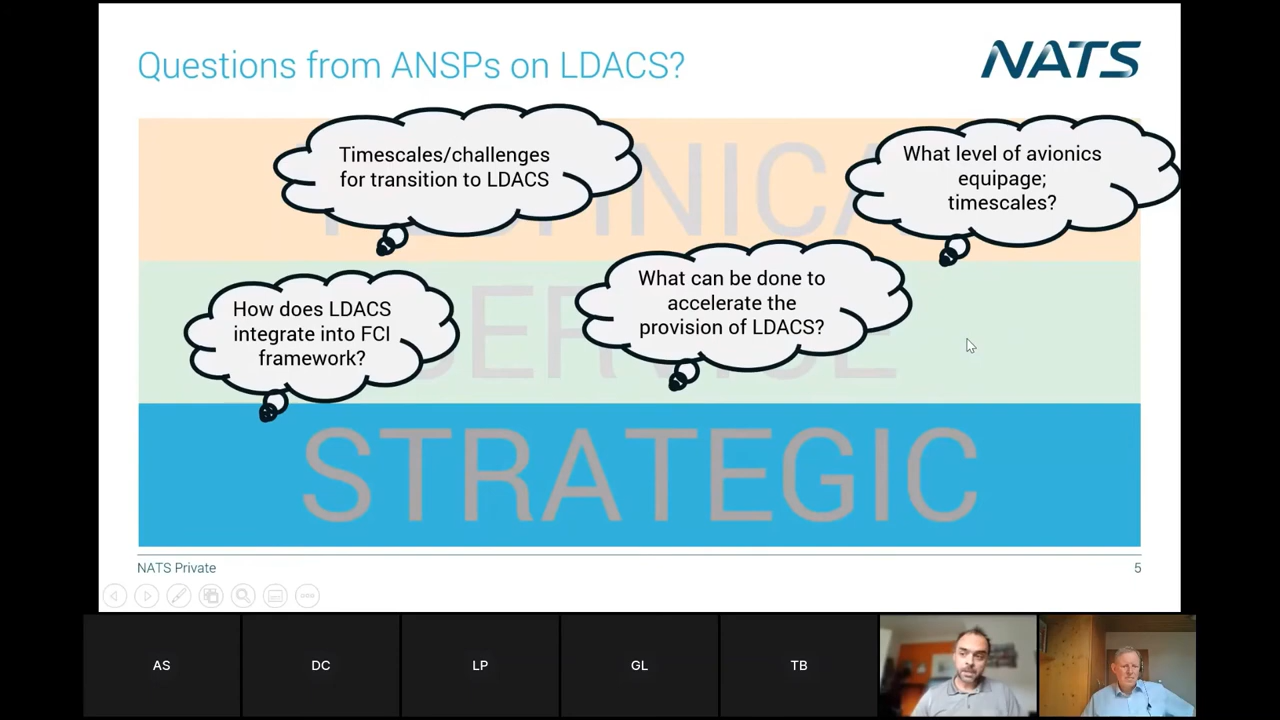 Questions from ANSPs on LDACS?
NATS
Timescales/challenges
for transition to LDACS
What level of avionics
equipage;
timescales?
How does LDACS
integrate into FCI
framework?
What can be done to
accelerate the
provision of LDACS?
STRATEGIC
NATS Private
5
AS
DC
LP
GL
TB